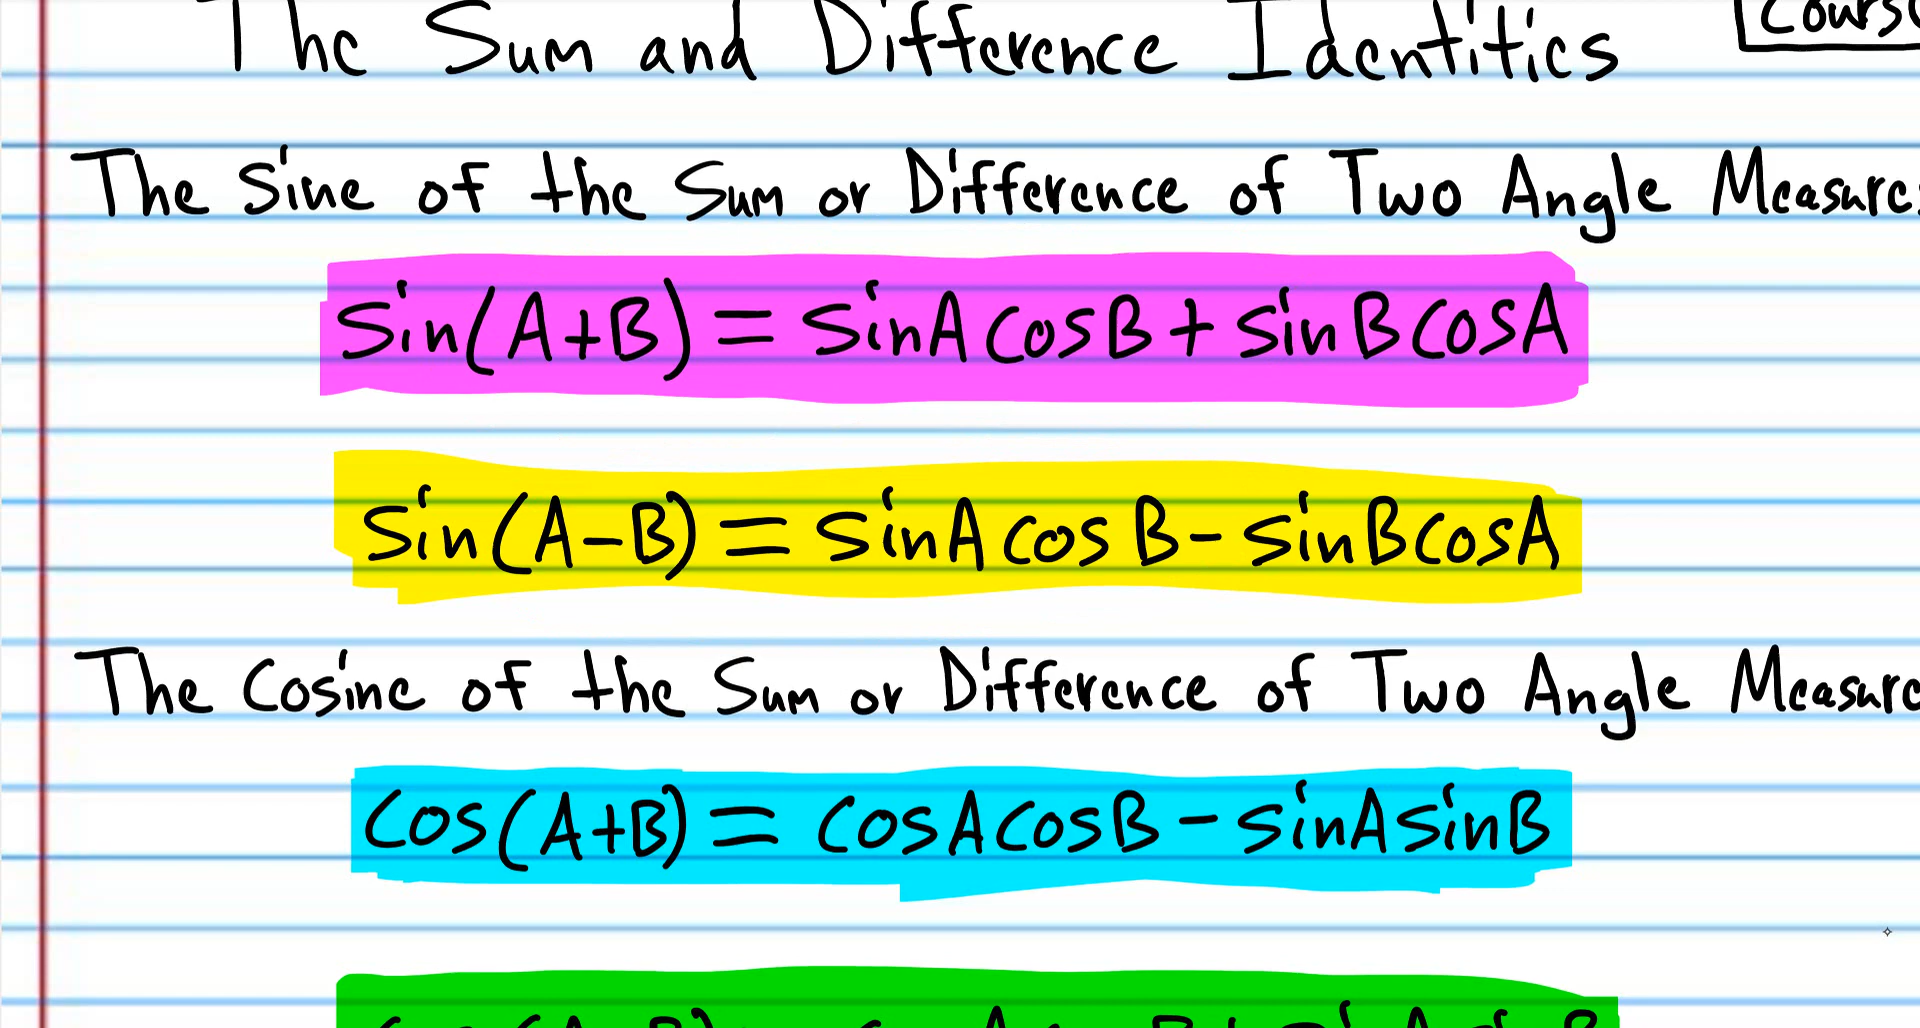 The Sum and Difference Identities
The Sine of the Sum or Difference of Two Angle Measures
Sin(A+B) = sinA cosB + sinB cosA
Sin(A-B) = sinA cosB - sinB cosA
The Cosine of the Sum or Difference of Two Angle Measure
Cos(A+B) = cosA cosB - sinA sinB